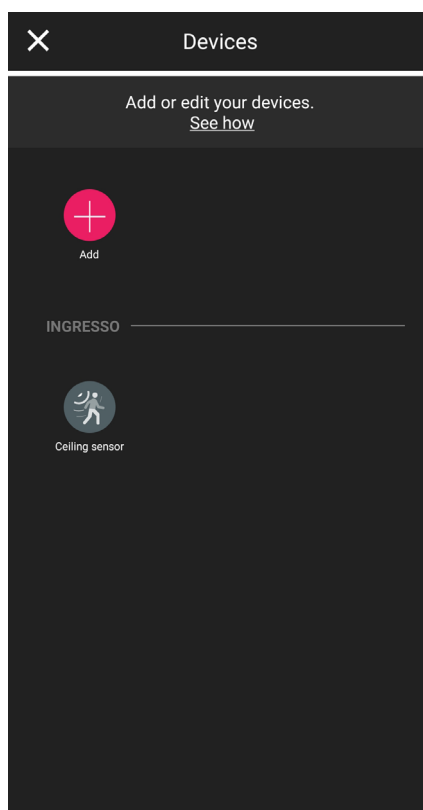 Devices
Add or edit your devices.
See how
Add
INGRESSO
Ceiling sensor